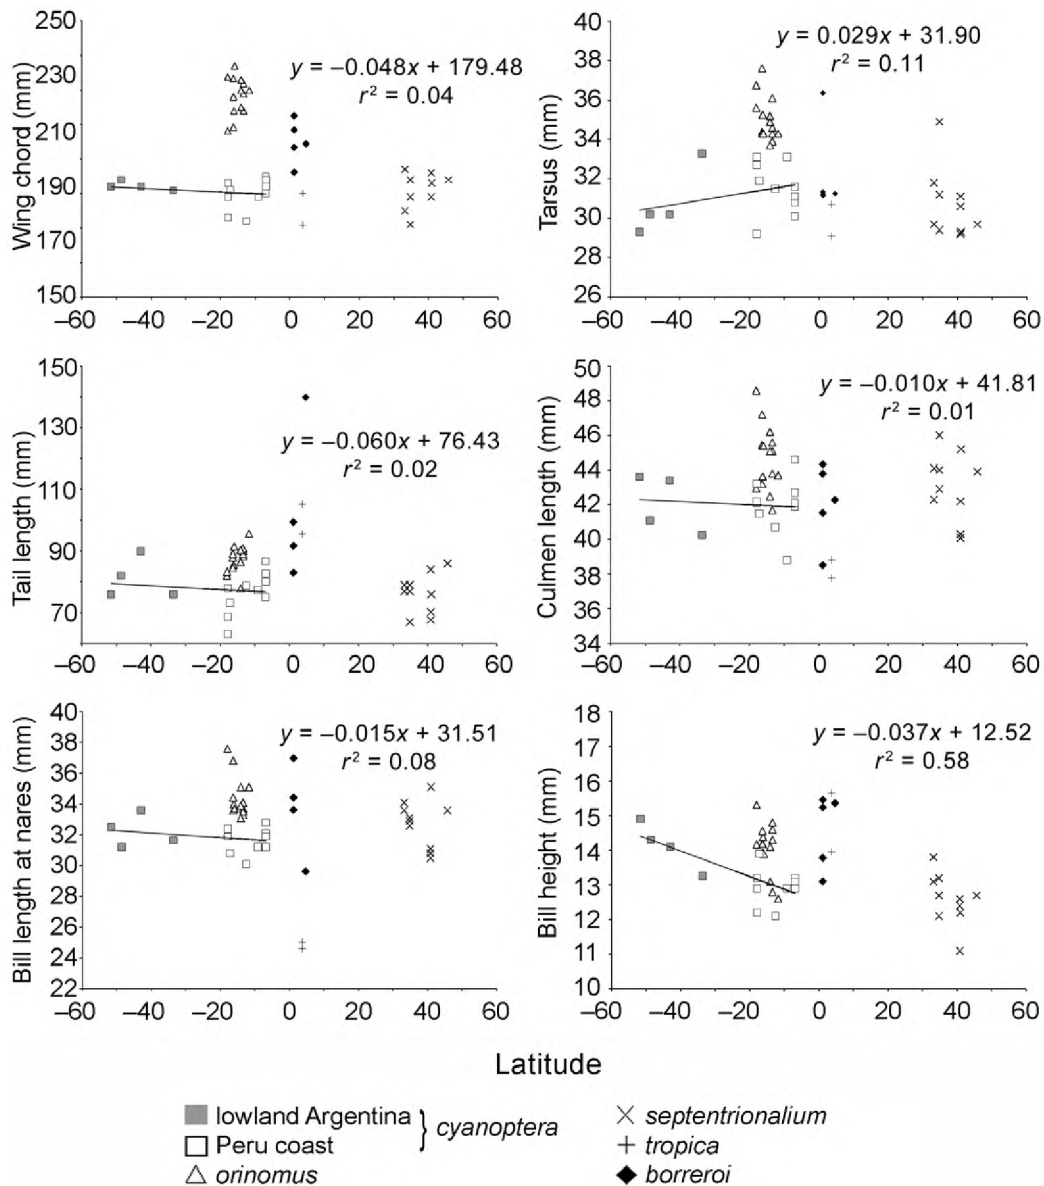 Wing chord (mm)
250
230
210
190
170
150
y = –0.048x + 179.48
r² = 0.04
–60 –40 –20 0 20 40 60
Tarsus (mm)
40
38
36
34
32
30
28
26
y = 0.029x + 31.90
r² = 0.11
–60 –40 –20 0 20 40 60
Tail length (mm)
150
130
110
90
70
y = –0.060x + 76.43
r² = 0.02
–60 –40 –20 0 20 40 60
Culmen length (mm)
50
48
46
44
42
40
38
36
34
y = –0.010x + 41.81
r² = 0.01
–60 –40 –20 0 20 40 60
Bill length at nares (mm)
40
38
36
34
32
30
28
26
24
22
y = –0.015x + 31.51
r² = 0.08
–60 –40 –20 0 20 40 60
Bill height (mm)
18
17
16
15
14
13
12
11
10
y = –0.037x + 12.52
r² = 0.58
–60 –40 –20 0 20 40 60
Latitude
lowland Argentina
Peru coast
} cyanoptera
orinomus
septentrionalium
tropica
borreroi